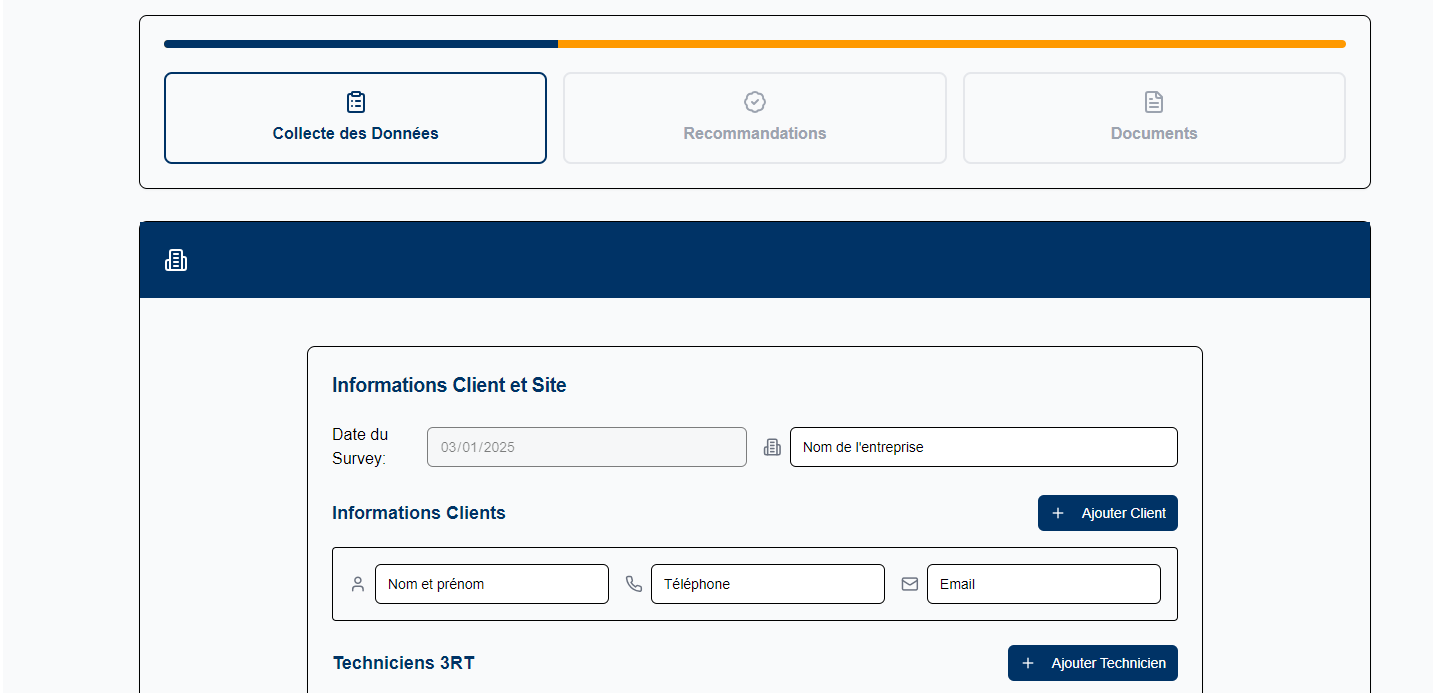 Collecte des Données
Recommandations
Documents
Informations Client et Site
Date du
Survey:
03/01/2025
Nom de l'entreprise
Informations Clients
Ajouter Client
Nom et prénom
Téléphone
Email
Techniciens 3RT
Ajouter Technicien